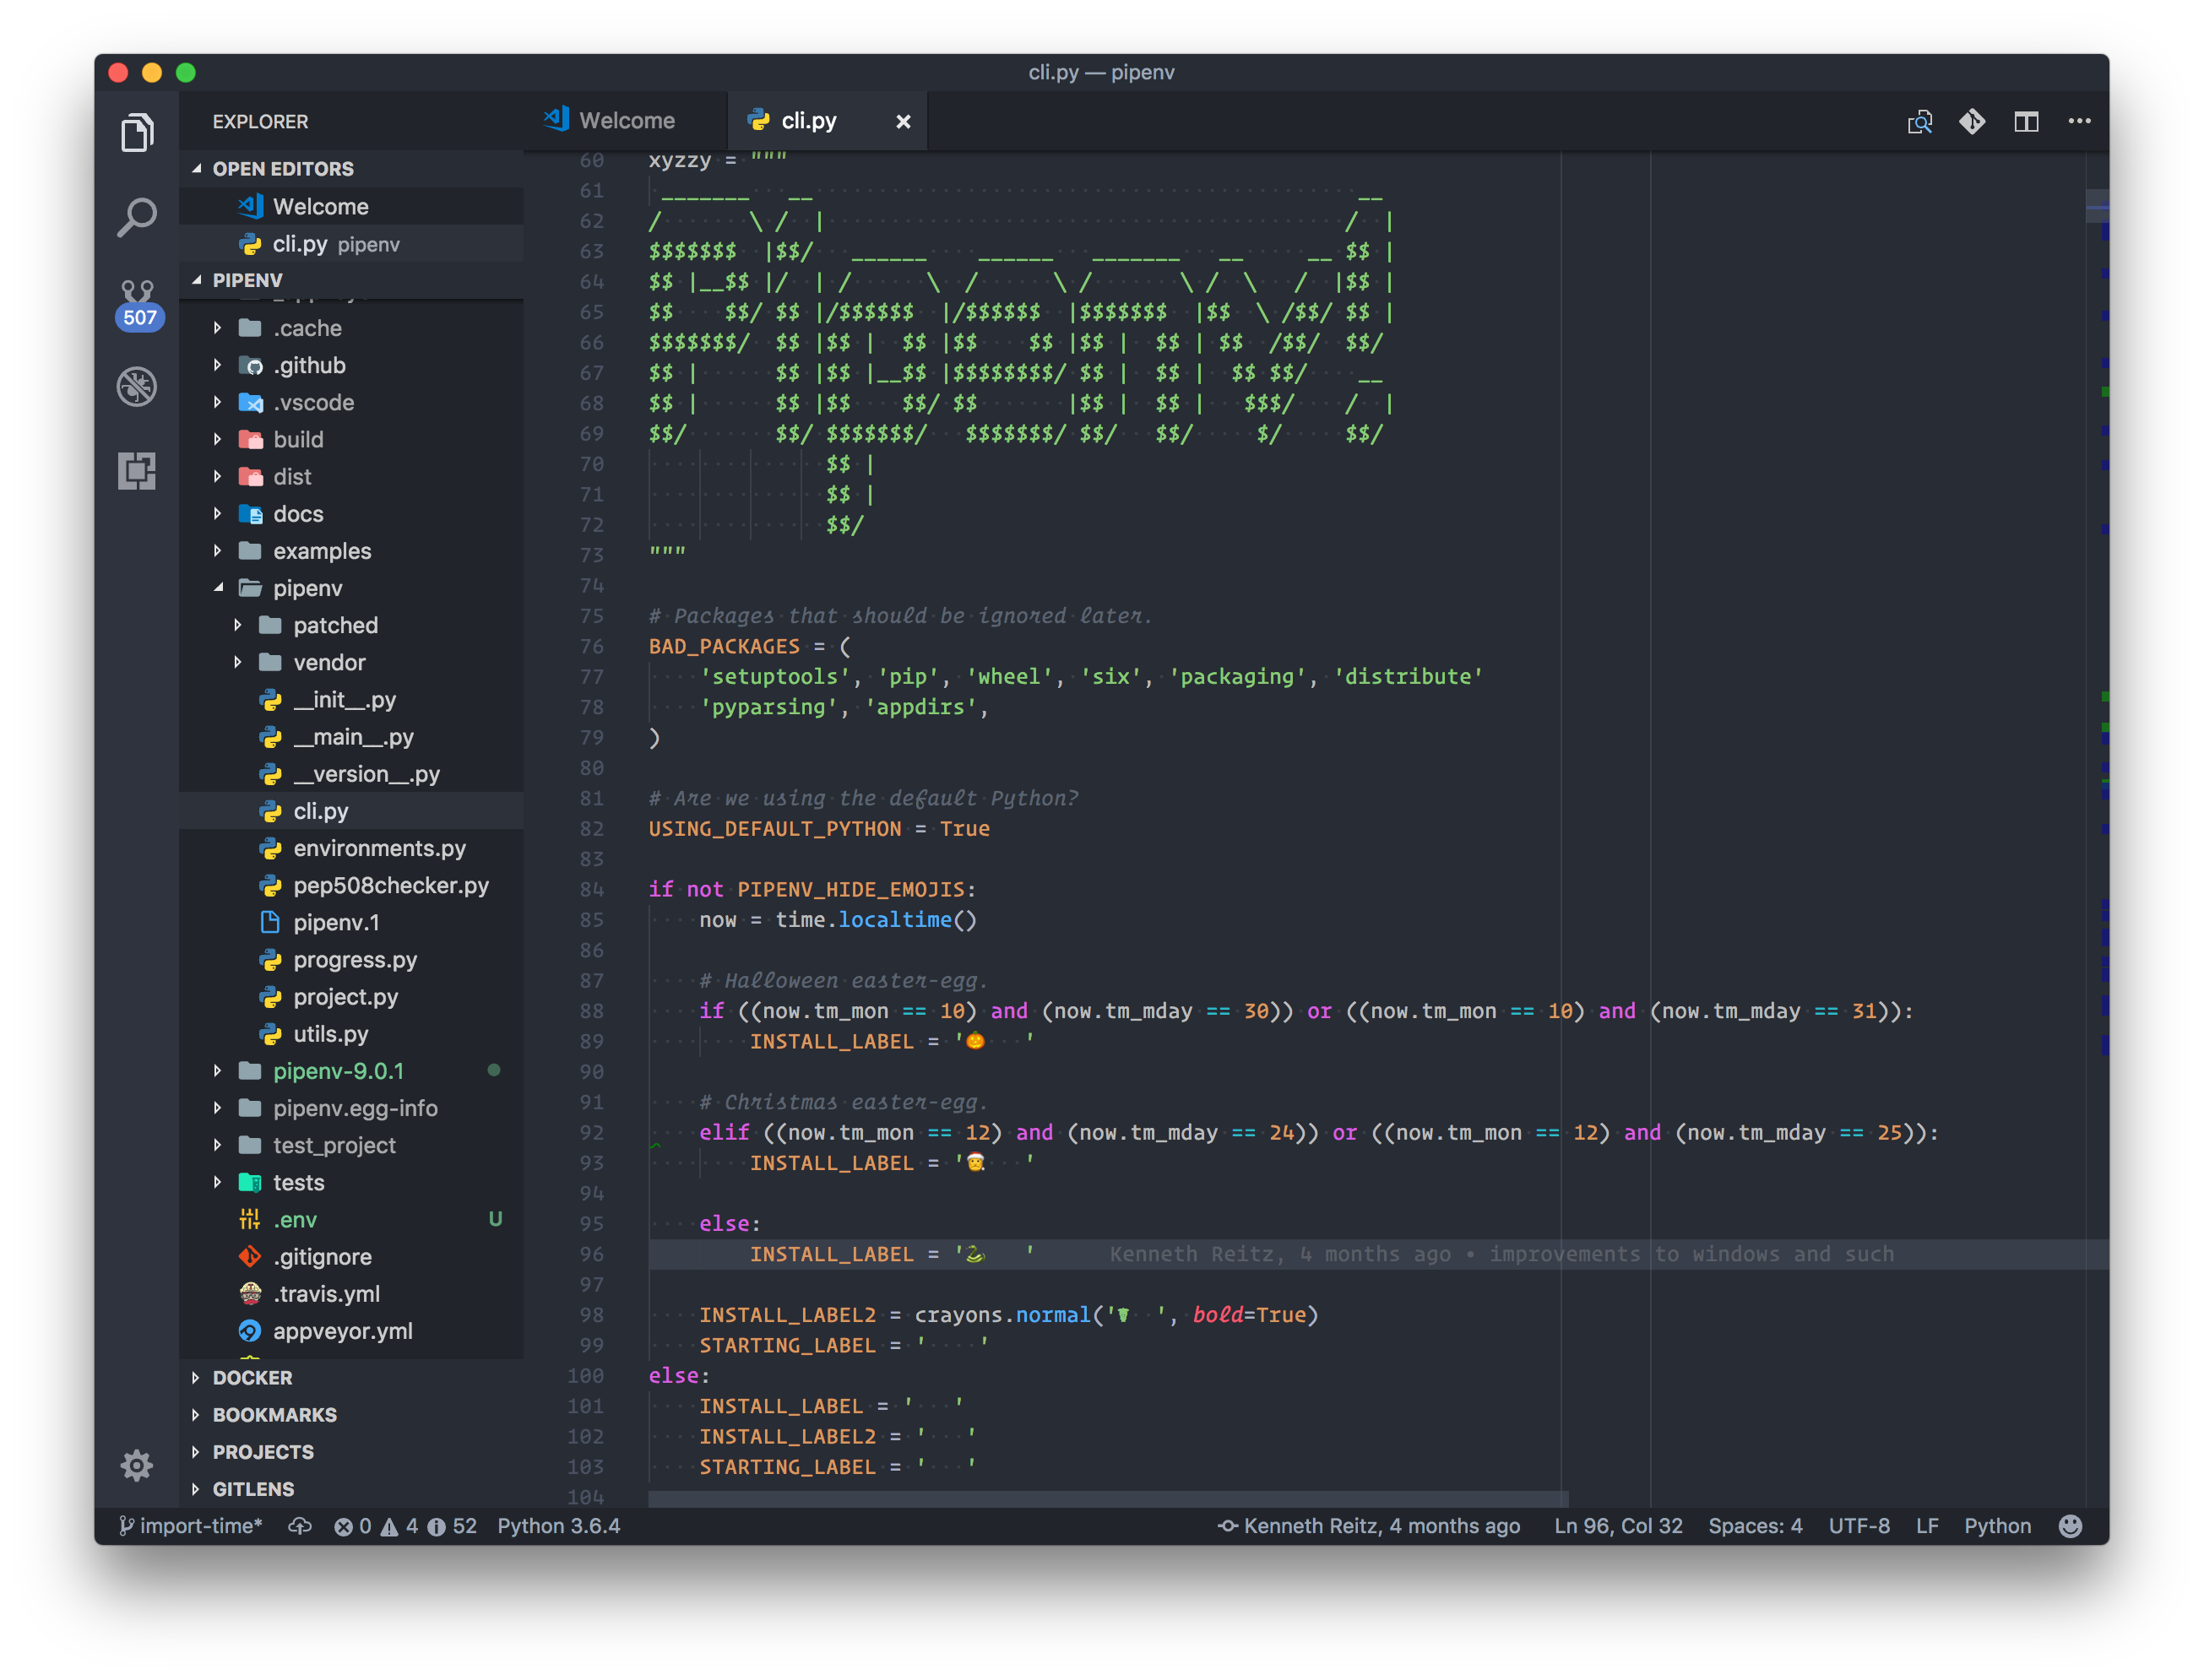 cli.py — pipenv
EXPLORER
OPEN EDITORS
Welcome
cli.py pipenv
PIPENV
.cache
.github
.vscode
build
dist
docs
examples
pipenv
patched
vendor
__init__.py
__main__.py
__version__.py
cli.py
environments.py
pep508checker.py
pipenv.1
progress.py
project.py
utils.py
pipenv-9.0.1
pipenv.egg-info
test_project
tests
.env U
.gitignore
.travis.yml
appveyor.yml
DOCKER
BOOKMARKS
PROJECTS
GITLENS
507
Welcome
cli.py
60 xyzzy = """
61  _______   __                                           __
62 /       \ /  |                                         /  |
63 $$$$$$$  |$$/   ______    ______   _______   __     __ $$ |
64 $$ |__$$ |/  | /      \  /      \ /       \ /  \   /  |$$ |
65 $$    $$/ $$ |/$$$$$$  |/$$$$$$  |$$$$$$$  |$$  \ /$$/ $$ |
66 $$$$$$$/  $$ |$$ |  $$ |$$    $$ |$$ |  $$ | $$  /$$/  $$/
67 $$ |      $$ |$$ |__$$ |$$$$$$$$/ $$ |  $$ |  $$ $$/    __
68 $$ |      $$ |$$    $$/ $$       |$$ |  $$ |   $$$/    /  |
69 $$/       $$/ $$$$$$$/   $$$$$$$/ $$/   $$/     $/     $$/
70               $$ |
71               $$ |
72               $$/
73 """
74
75 # Packages that should be ignored later.
76 BAD_PACKAGES = (
77     'setuptools', 'pip', 'wheel', 'six', 'packaging', 'distribute'
78     'pyparsing', 'appdirs',
79 )
80
81 # Are we using the default Python?
82 USING_DEFAULT_PYTHON = True
83
84 if not PIPENV_HIDE_EMOJIS:
85     now = time.localtime()
86
87     # Halloween easter-egg.
88     if ((now.tm_mon == 10) and (now.tm_mday == 30)) or ((now.tm_mon == 10) and (now.tm_mday == 31)):
89         INSTALL_LABEL = '🎃   '
90
91     # Christmas easter-egg.
92     elif ((now.tm_mon == 12) and (now.tm_mday == 24)) or ((now.tm_mon == 12) and (now.tm_mday == 25)):
93         INSTALL_LABEL = '🎅   '
94
95     else:
96         INSTALL_LABEL = '🐍   ' Kenneth Reitz, 4 months ago • improvements to windows and such
97
98     INSTALL_LABEL2 = crayons.normal('☤  ', bold=True)
99     STARTING_LABEL = '    '
100 else:
101     INSTALL_LABEL = '   '
102     INSTALL_LABEL2 = '   '
103     STARTING_LABEL = '   '
104
import-time* 0 4 52 Python 3.6.4
Kenneth Reitz, 4 months ago Ln 96, Col 32 Spaces: 4 UTF-8 LF Python